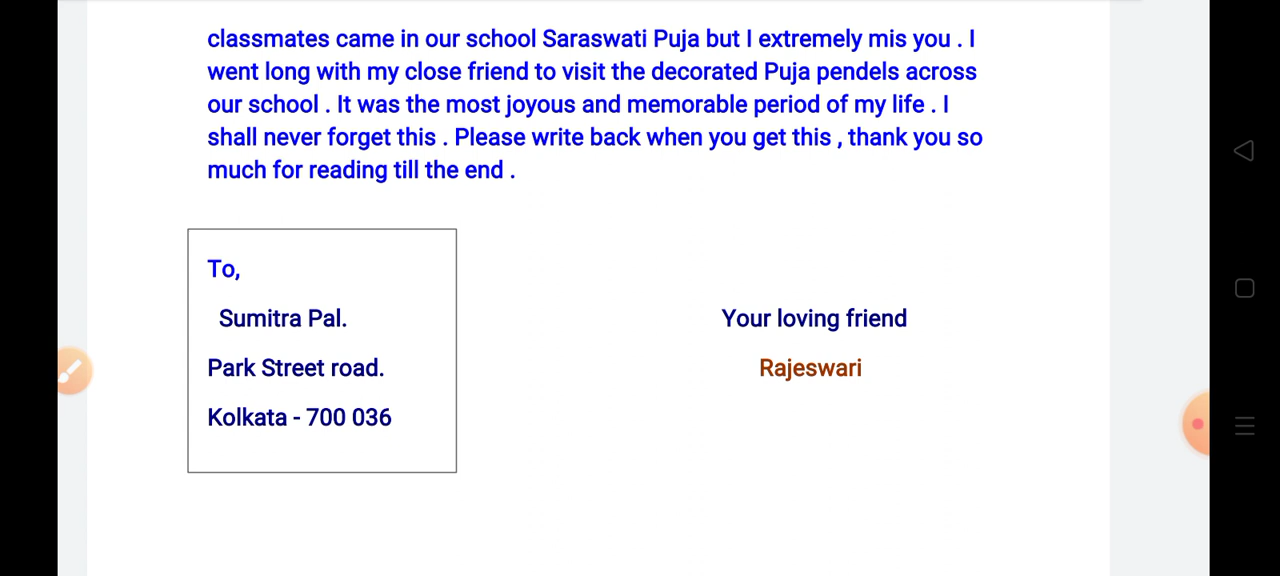 classmates came in our school Saraswati Puja but I extremely mis you . I
went long with my close friend to visit the decorated Puja pendels across
our school . It was the most joyous and memorable period of my life . I
shall never forget this . Please write back when you get this , thank you so
much for reading till the end .
To,
Sumitra Pal.
Park Street road.
Kolkata - 700 036
Your loving friend
Rajeswari